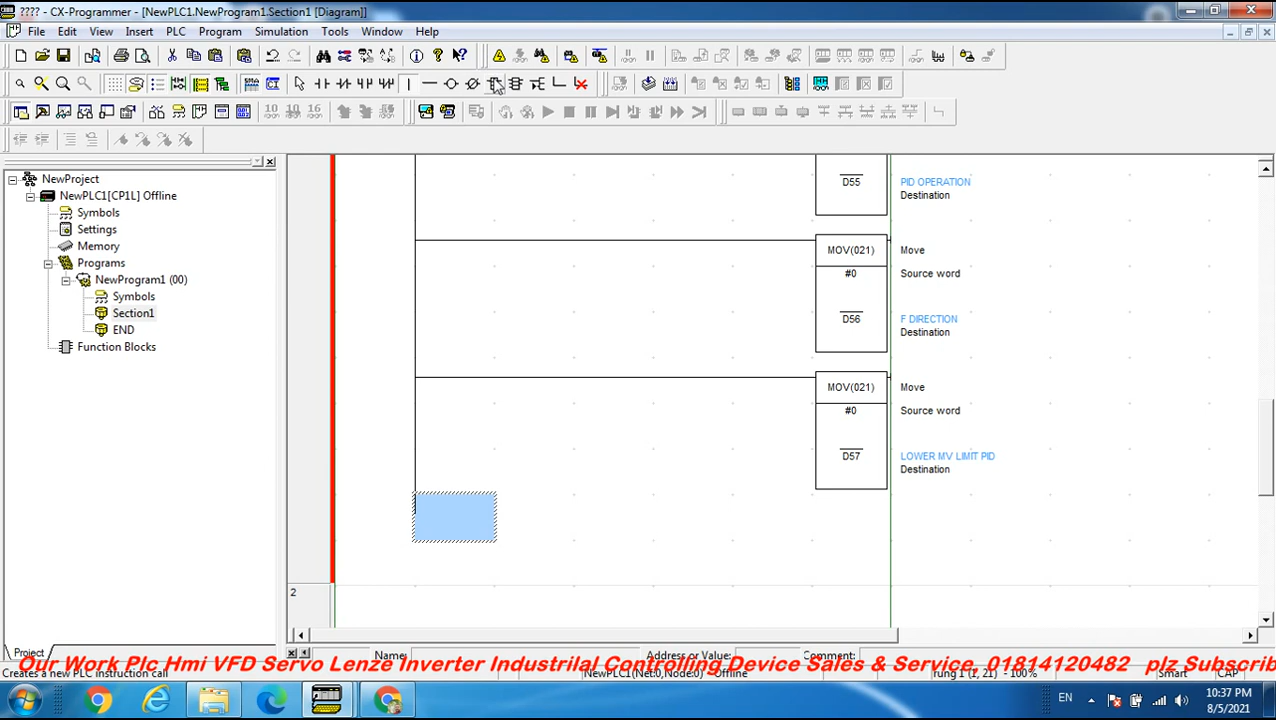 ???? - CX-Programmer - [NewPLC1.NewProgram1.Section1 [Diagram]]
File Edit View Insert PLC Program Simulation Tools Window Help
10 10 16
NewProject
NewPLC1[CP1L] Offline
Symbols
Settings
Memory
Programs
NewProgram1 (00)
Symbols
Section1
END
Function Blocks
D55
PID OPERATION
Destination
MOV(021)
Move
#0
Source word
D56
F DIRECTION
Destination
MOV(021)
Move
#0
Source word
D57
LOWER MV LIMIT PID
Destination
2
Project
Name:
Address or Value:
Comment:
Our Work Plc Hmi VFD Servo Lenze Inverter Industrilal Controlling Device Sales & Service, 01814120482 plz Subscrib
Creates a new PLC instruction call
NewPLC1(Net:0,Node:0) - Offline
rung 1 (1, 21) - 100%
Smart
CAP
EN
10:37 PM
8/5/2021